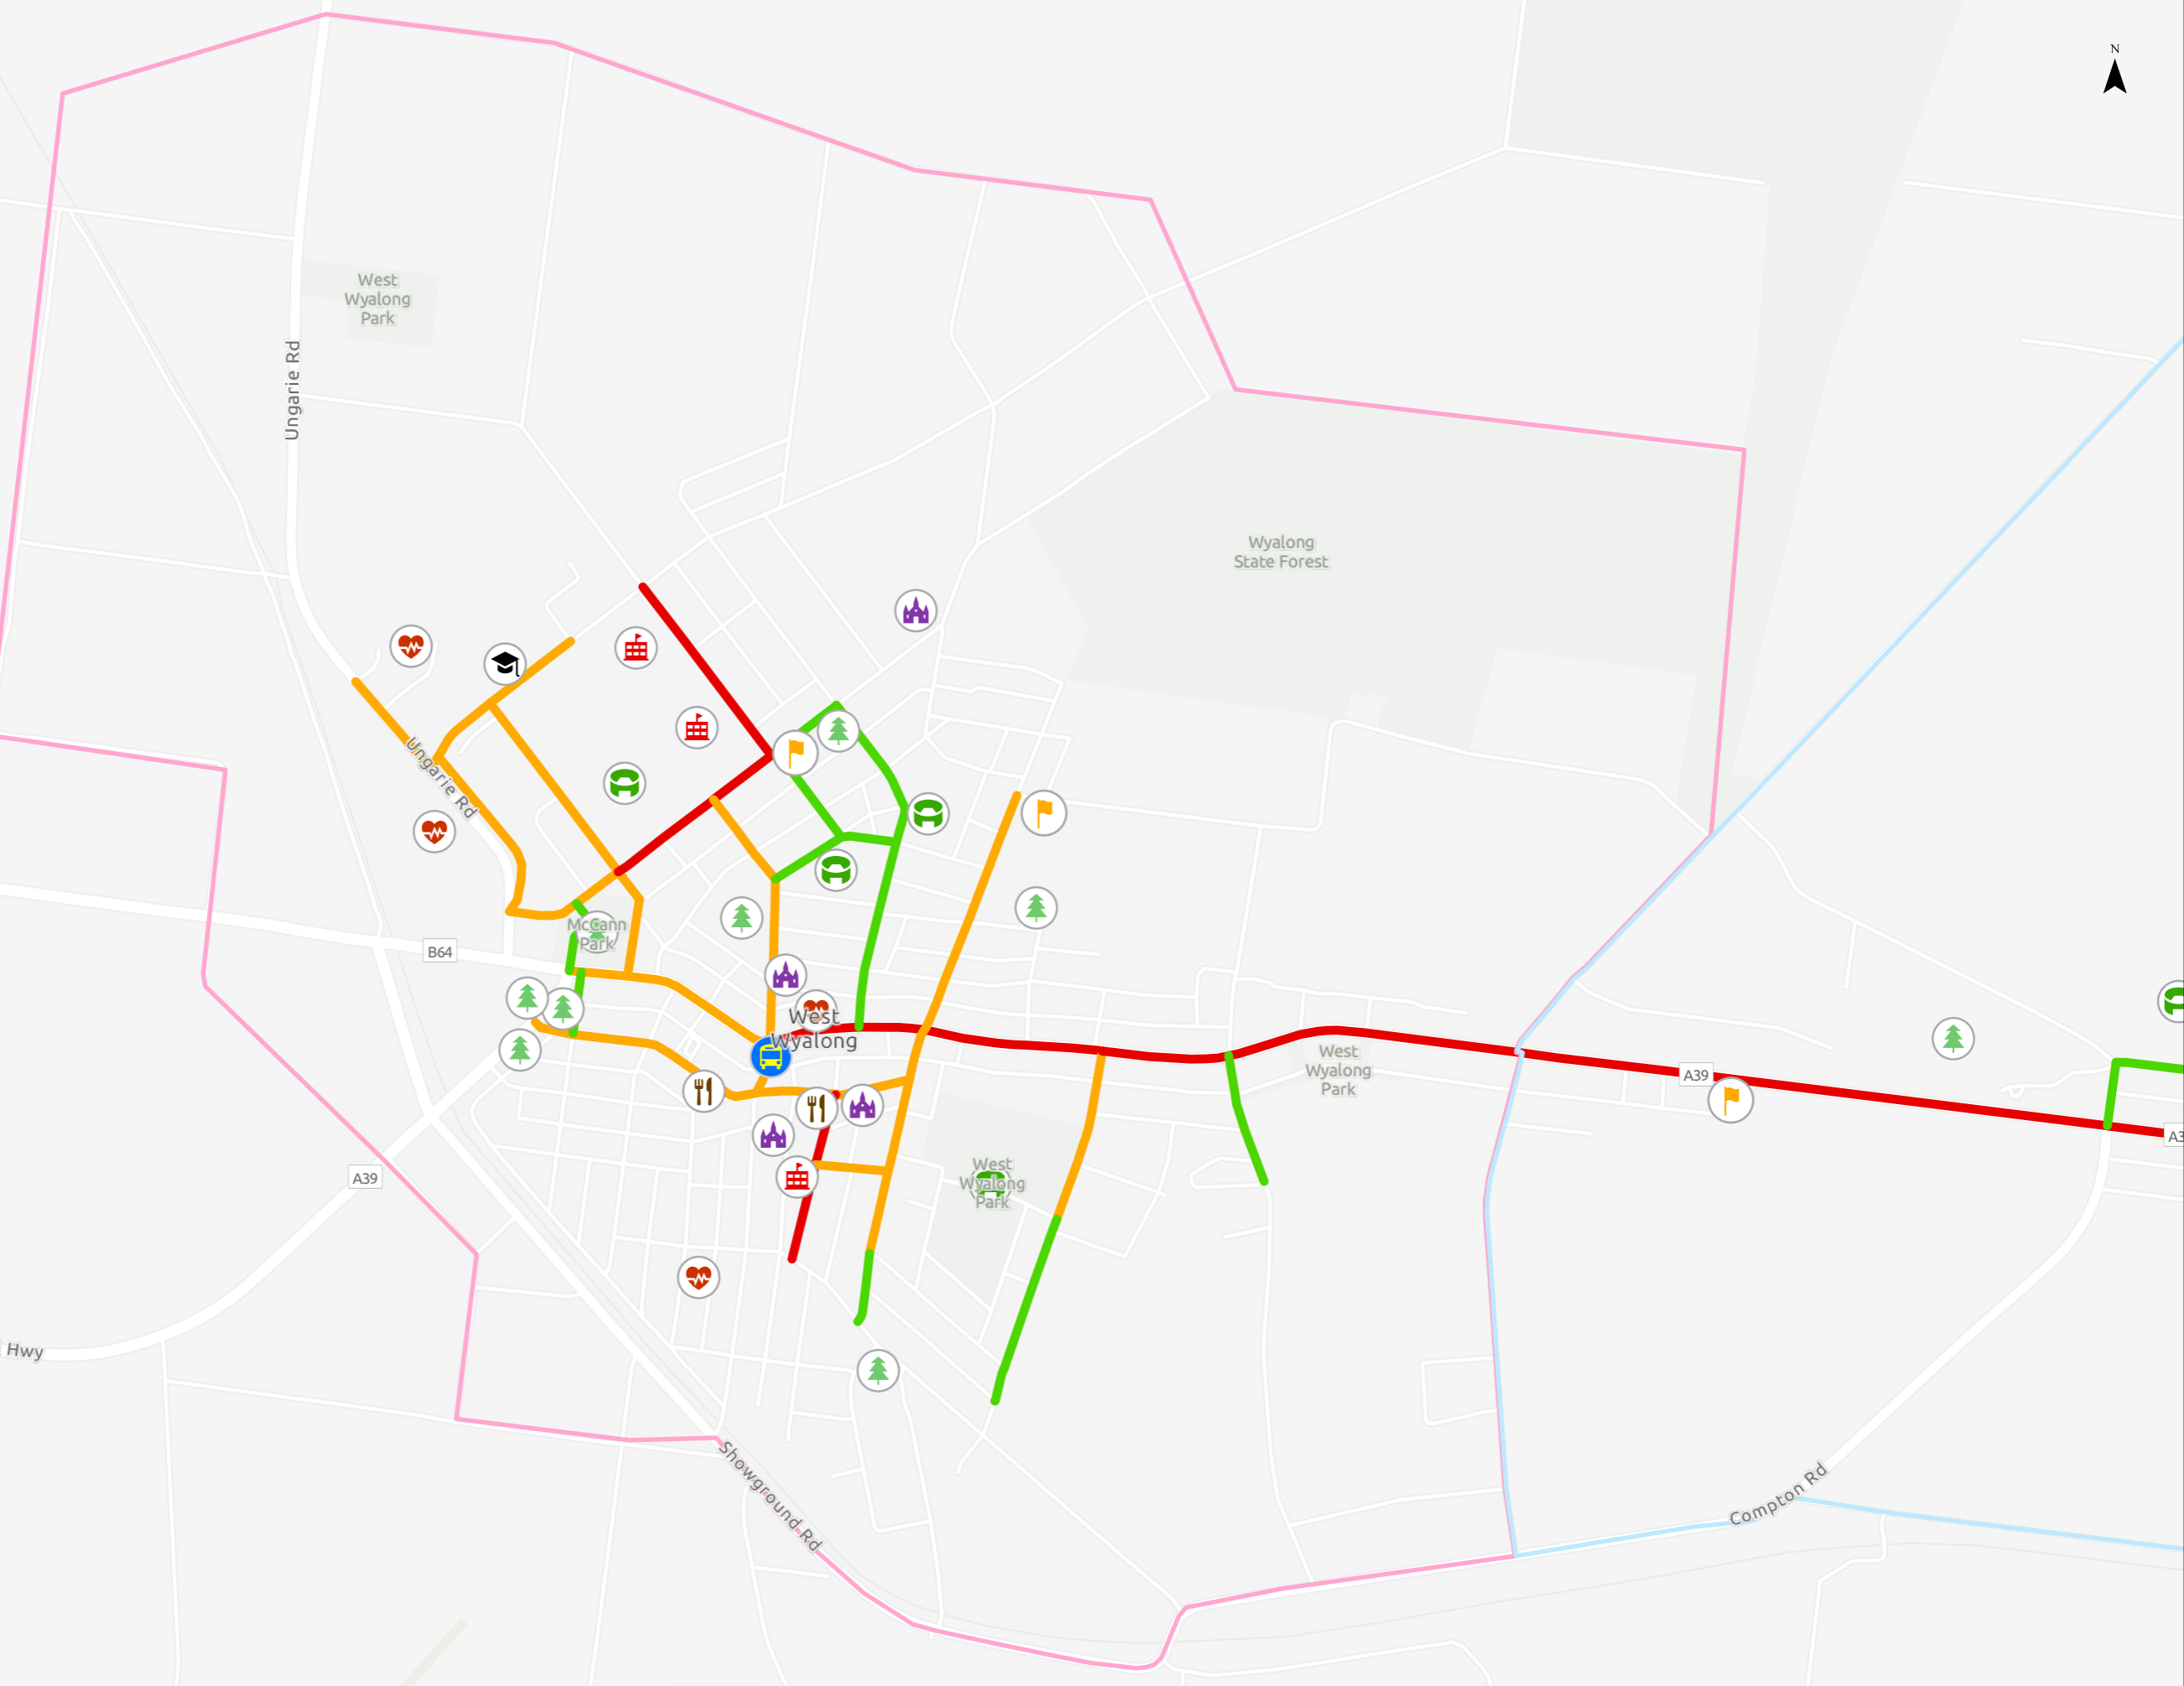 N
West
Wyalong
Park
Ungarie Rd
Wyalong
State Forest
Ungarie Rd
McCann
Park
B64
West
Wyalong
West
Wyalong
Park
A39
A3
West
Wyalong
Park
A39
Hwy
Showground Rd
Compton Rd